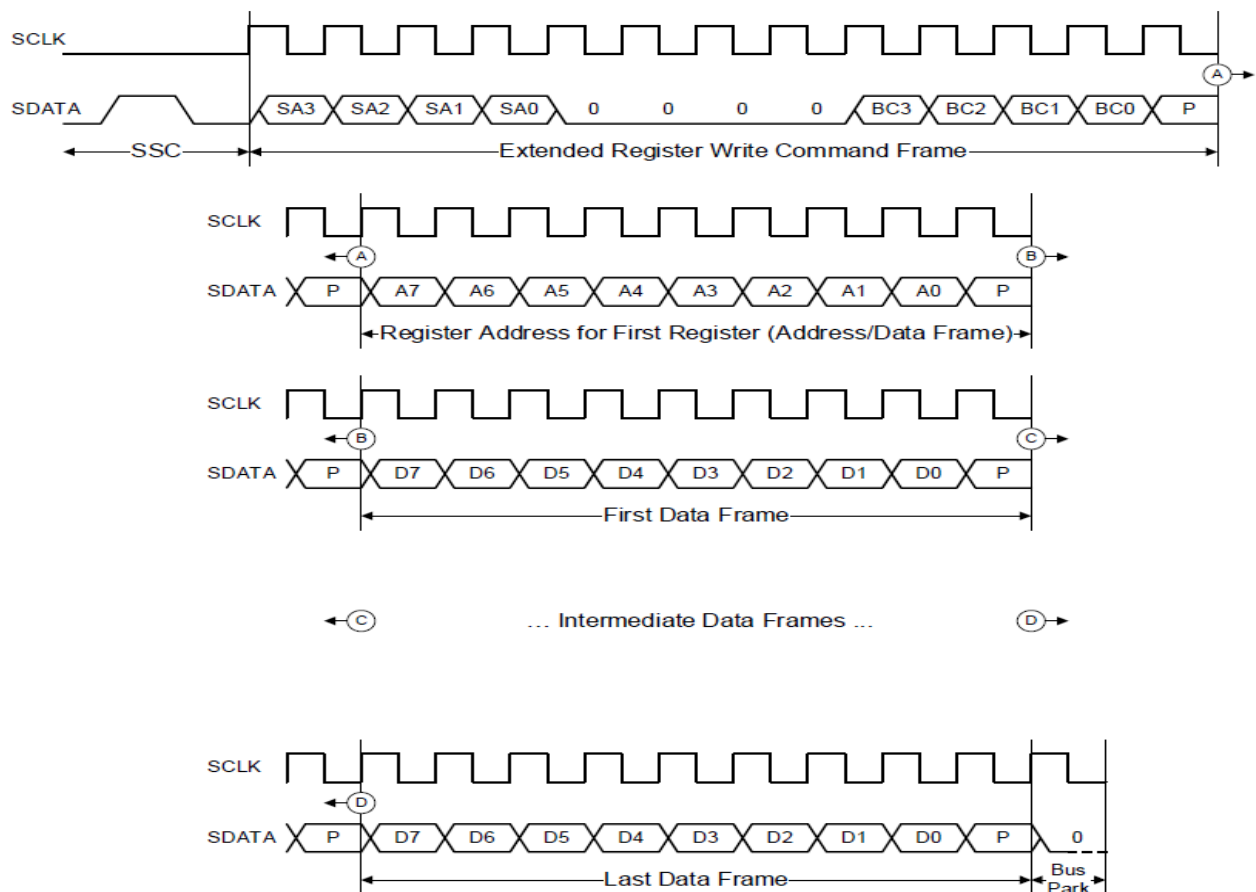 SCLK
A
SDATA SA3 SA2 SA1 SA0 0 0 0 0 BC3 BC2 BC1 BC0 P
SSC Extended Register Write Command Frame
SCLK
A B
SDATA P A7 A6 A5 A4 A3 A2 A1 A0 P
Register Address for First Register (Address/Data Frame)
SCLK
B C
SDATA P D7 D6 D5 D4 D3 D2 D1 D0 P
First Data Frame
C ... Intermediate Data Frames ... D
SCLK
D
SDATA P D7 D6 D5 D4 D3 D2 D1 D0 P 0
Last Data Frame Bus
Park